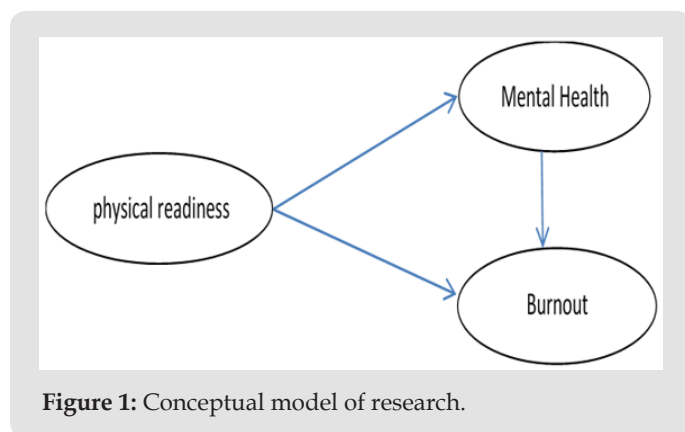 Mental Health
physical readiness
Burnout
Figure 1: Conceptual model of research.